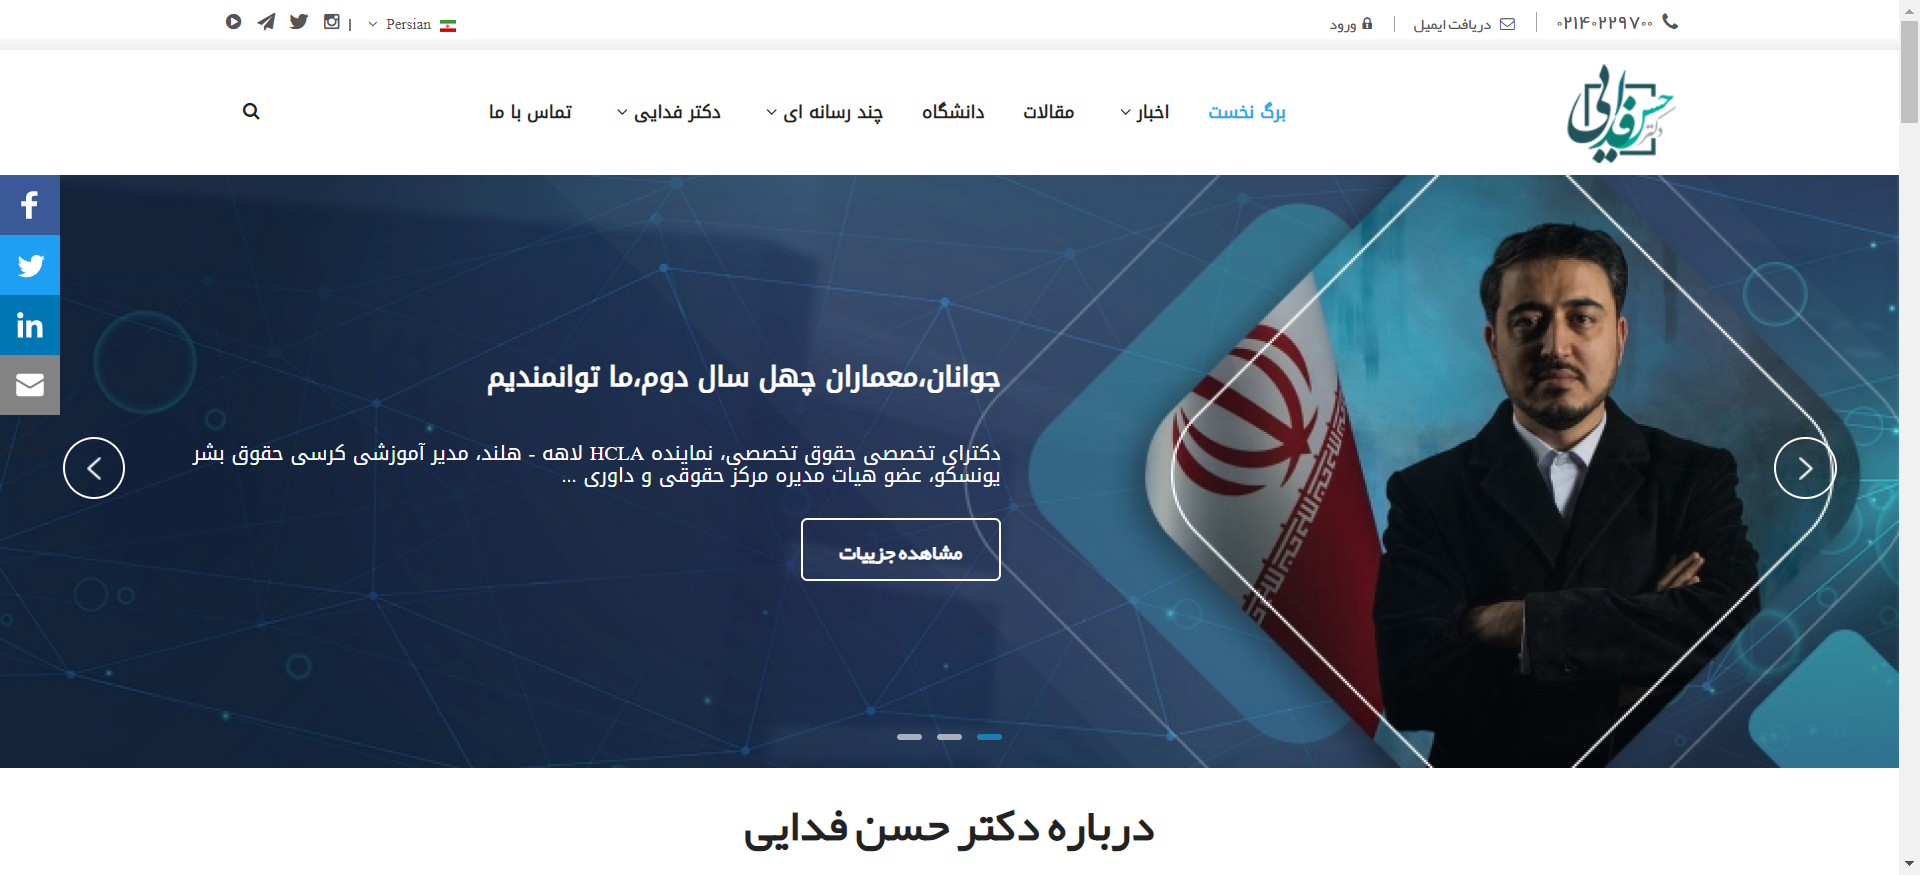 ۰۲۱۴۰۲۲۹۷۰۰
دریافت ایمیل
ورود
Persian
دکتر حسن فدایی
برگ نخست
اخبار
مقالات
دانشگاه
چند رسانه ای
دکتر فدایی
تماس با ما
جوانان،معماران چهل سال دوم،ما توانمندیم
دکترای تخصصی حقوق تخصصی، نماینده HCLA لاهه - هلند، مدیر آموزشی کرسی حقوق بشر
یونسکو، عضو هیات مدیره مرکز حقوقی و داوری ...
مشاهده جزییات
درباره دکتر حسن فدایی